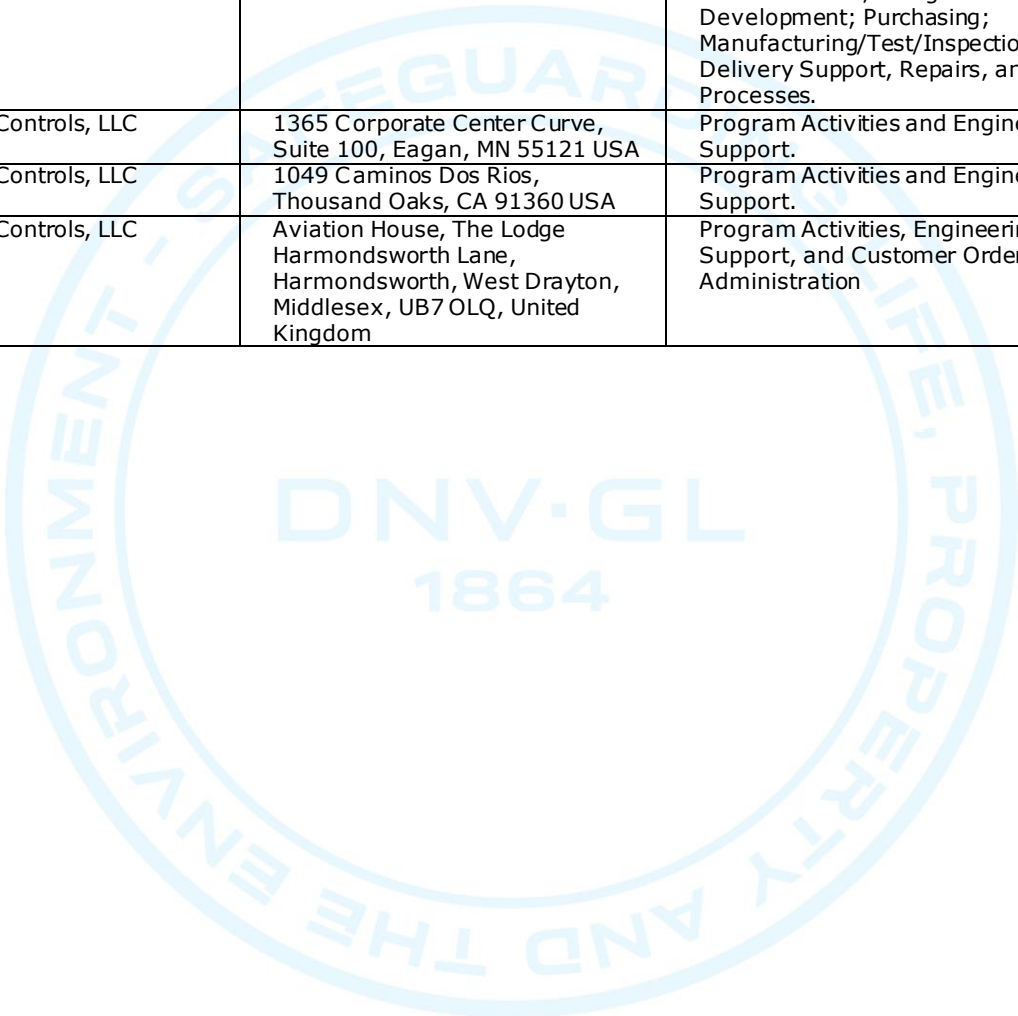 Development; Purchasing;
Manufacturing/Test/Inspectio
Delivery Support, Repairs, an
Processes.
Controls, LLC
1365 Corporate Center Curve,
Suite 100, Eagan, MN 55121 USA
Program Activities and Engine
Support.
Controls, LLC
1049 Caminos Dos Rios,
Thousand Oaks, CA 91360 USA
Program Activities and Engine
Support.
Controls, LLC
Aviation House, The Lodge
Harmondsworth Lane,
Harmondsworth, West Drayton,
Middlesex, UB7 OLQ, United
Kingdom
Program Activities, Engineerin
Support, and Customer Order
Administration
SAFEGUARDING LIFE, PROPERTY AND THE ENVIRONMENT -
DNV·GL
1864